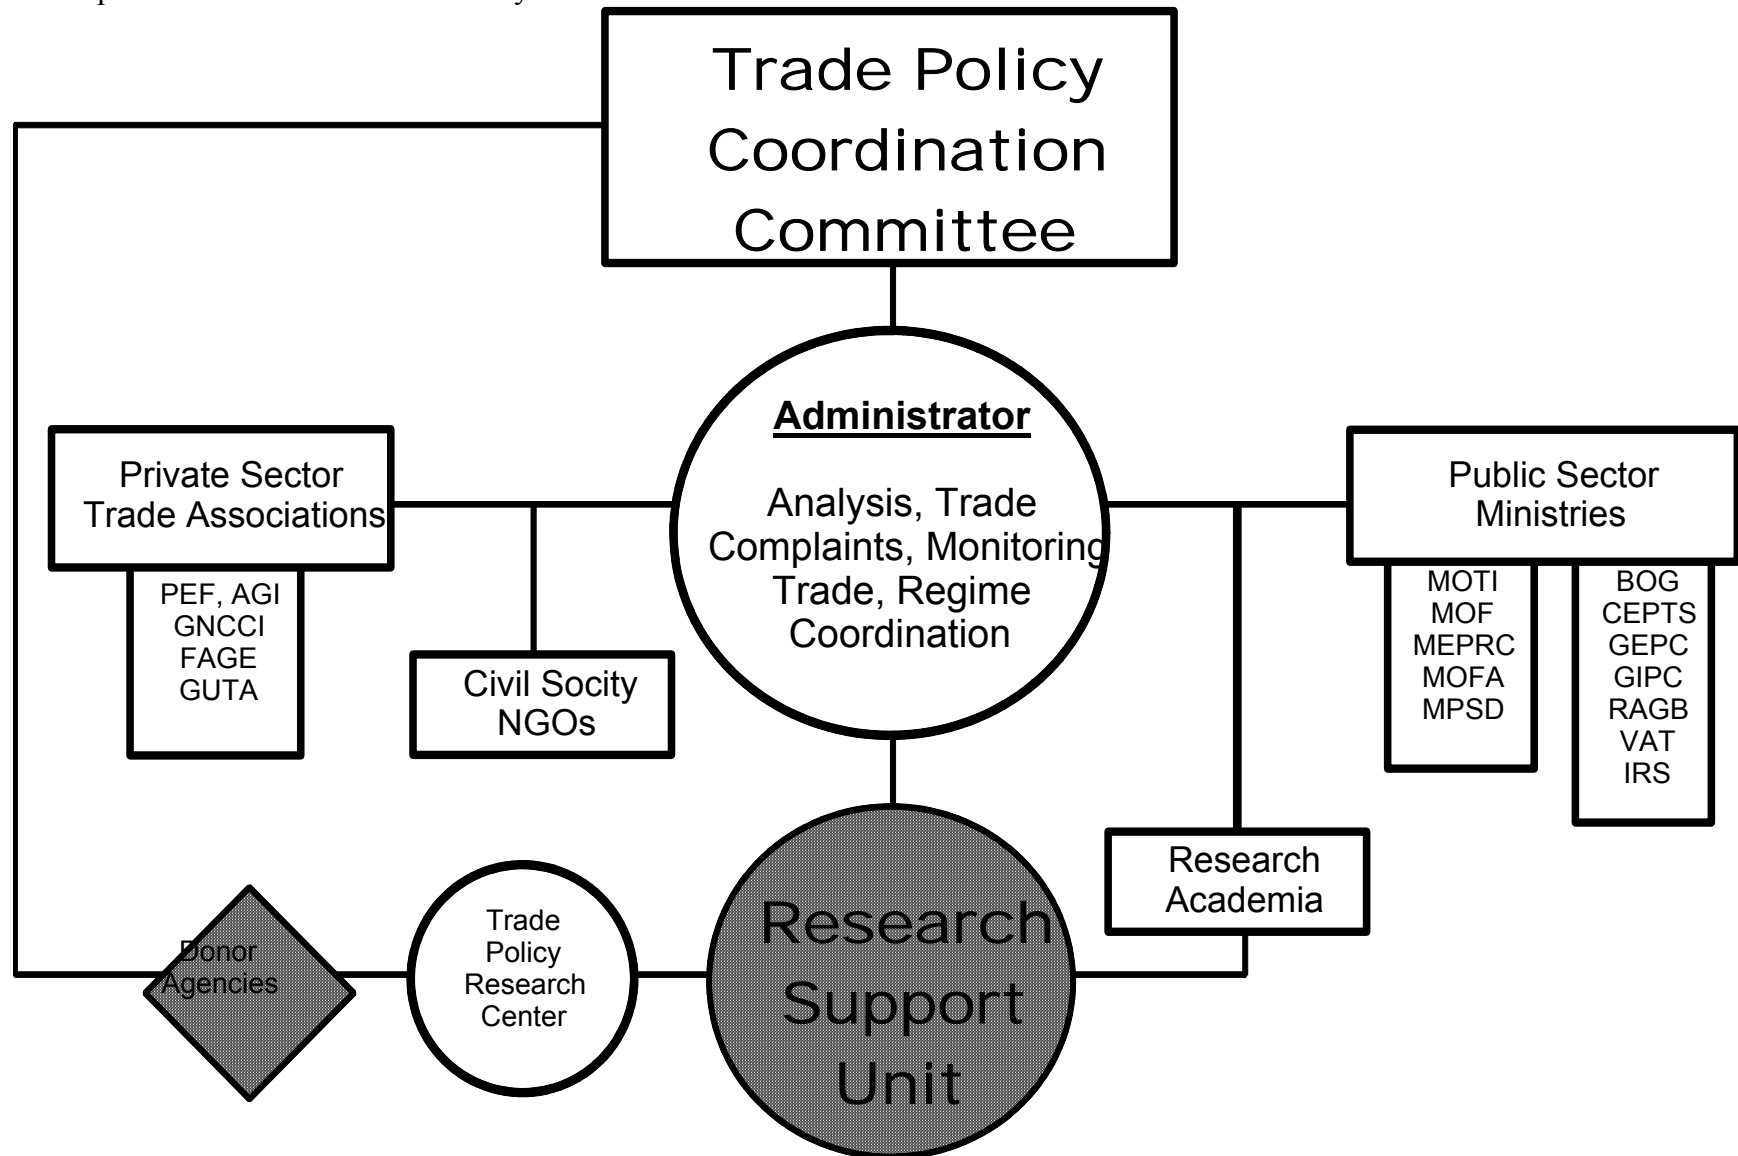 Trade Policy
Coordination
Committee
Administrator
Analysis, Trade
Complaints, Monitoring
Trade, Regime
Coordination
Private Sector
Trade Associations
PEF, AGI
GNCCI
FAGE
GUTA
Civil Socity
NGOs
Public Sector
Ministries
MOTI
MOF
MEPRC
MOFA
MPSD
BOG
CEPTS
GEPC
GIPC
RAGB
VAT
IRS
Research
Academia
Donor
Agencies
Trade
Policy
Research
Center
Research
Support
Unit